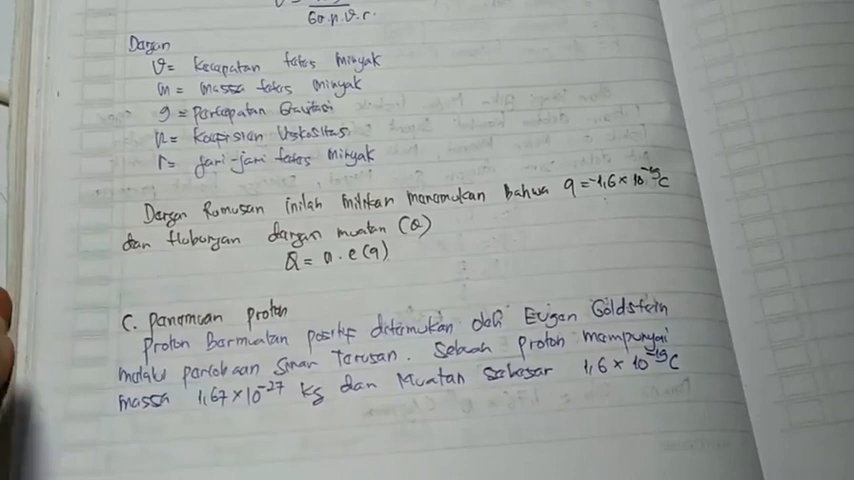 6σ.n.v.r.
Dengan
v = Kecepatan tetes minyak
m = massa tetes minyak
g = percepatan Gravitasi
n = koefisien Viskositas
r = jari-jari tetes minyak
Dengan Rumusan inilah milikan menemukan Bahwa q = -1,6 × 10⁻¹⁹ C
dan Hubungan dengan muatan (Q)
Q = n . e (q)
C. Penemuan proton
Proton Bermuatan positif ditemukan oleh Eugen Goldstein
melalui percobaan Sinar Terusan. Sebuah proton mempunyai
massa 1,67 × 10⁻²⁷ kg dan Muatan sebesar 1,6 × 10⁻¹⁹ C